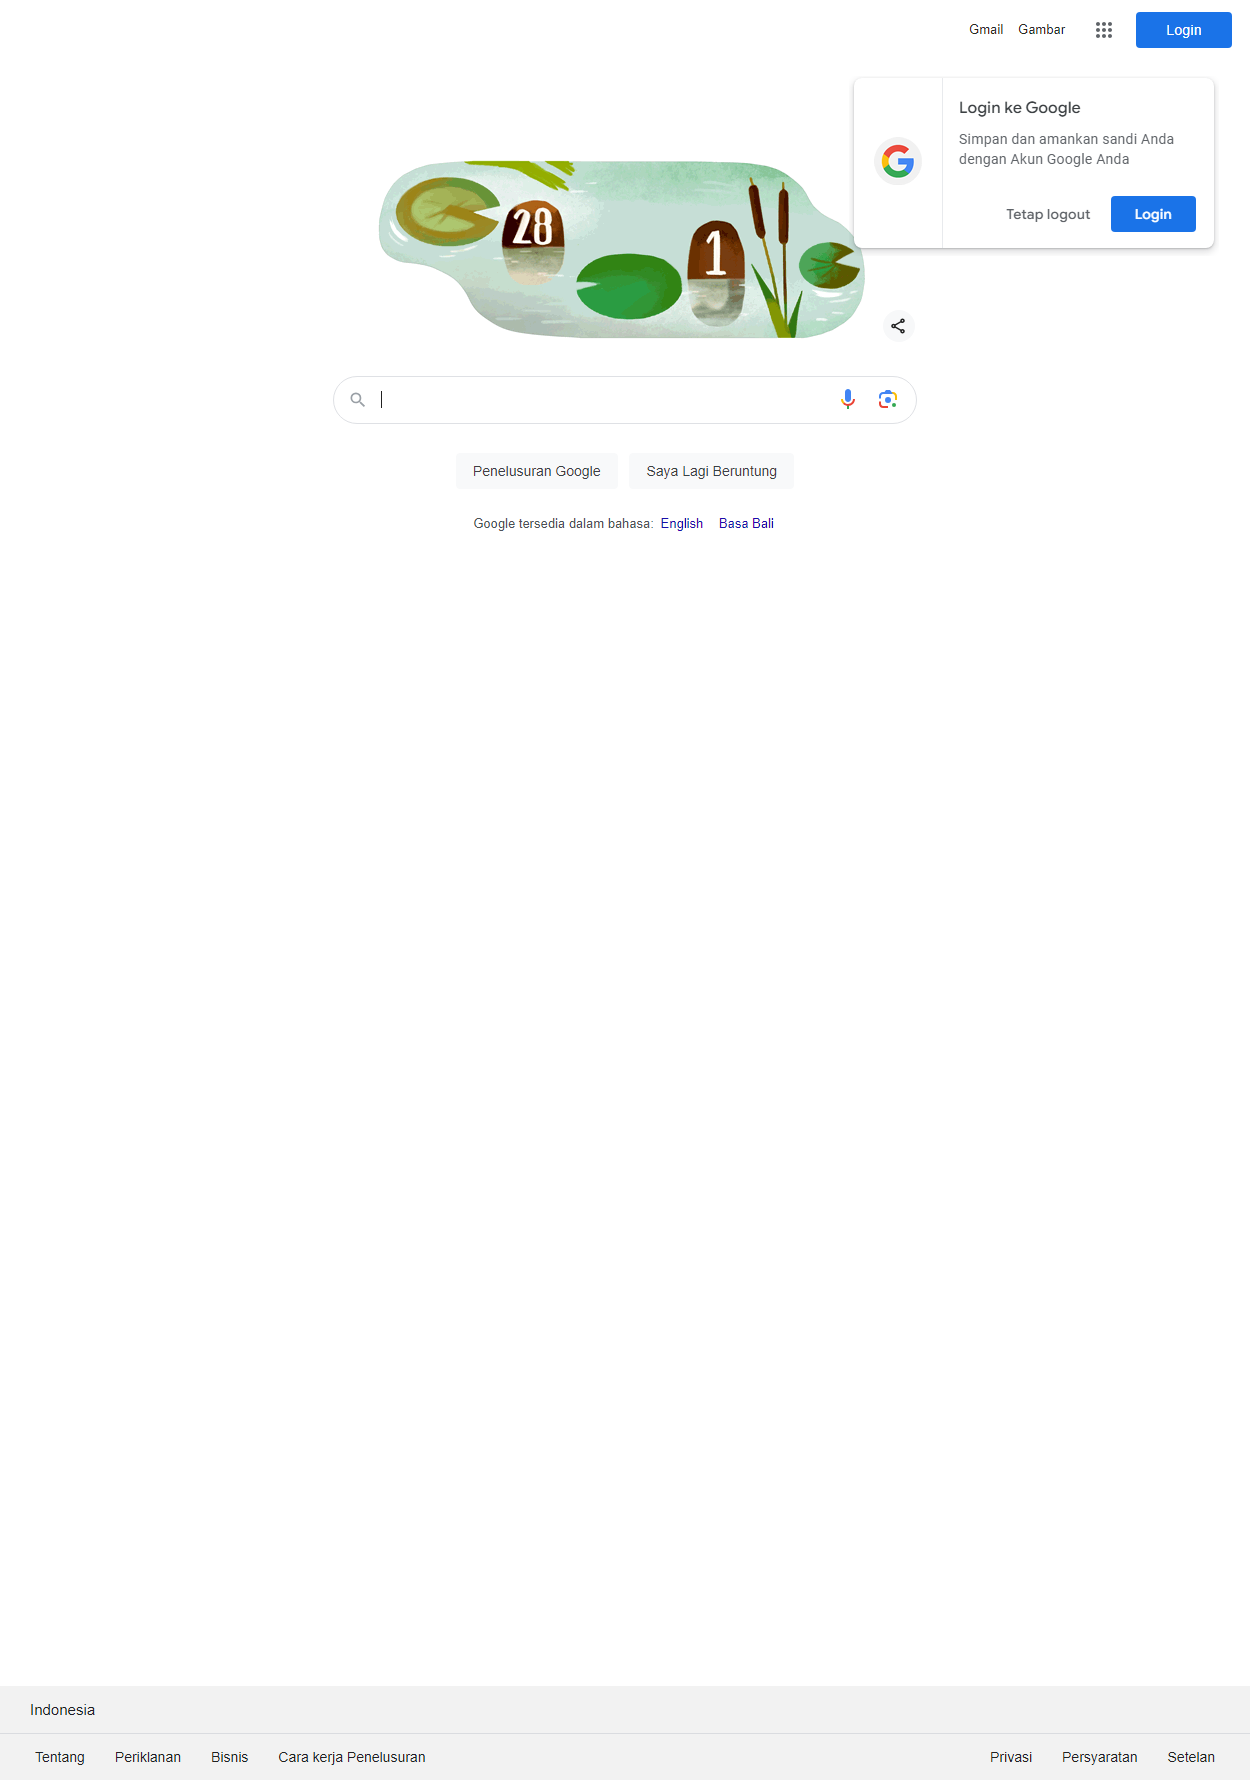 Gmail Gambar Login
Login ke Google
Simpan dan amankan sandi Anda
dengan Akun Google Anda
Tetap logout Login
28
1
Penelusuran Google Saya Lagi Beruntung
Google tersedia dalam bahasa: English Basa Bali
Indonesia
Tentang Periklanan Bisnis Cara kerja Penelusuran Privasi Persyaratan Setelan